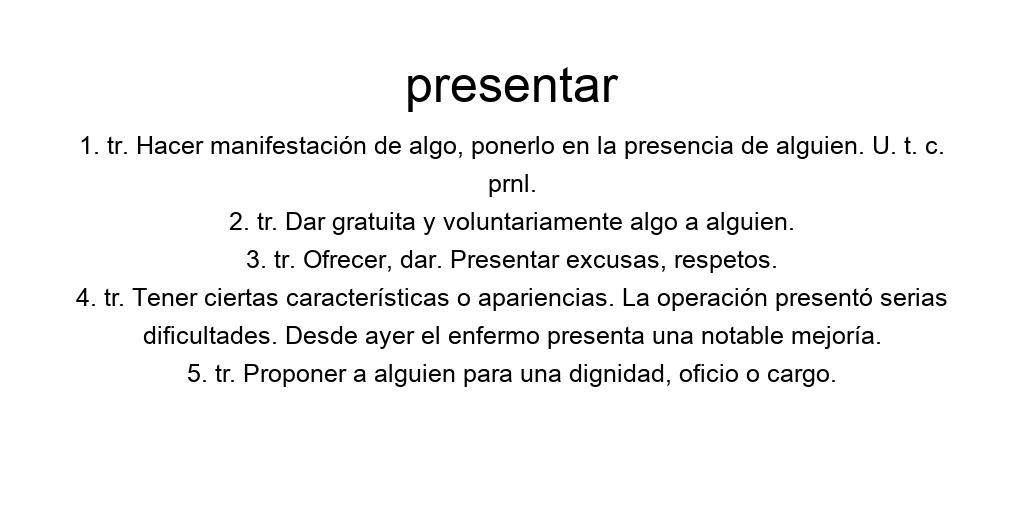 presentar
1. tr. Hacer manifestación de algo, ponerlo en la presencia de alguien. U. t. c.
prnl.
2. tr. Dar gratuita y voluntariamente algo a alguien.
3. tr. Ofrecer, dar. Presentar excusas, respetos.
4. tr. Tener ciertas características o apariencias. La operación presentó serias
dificultades. Desde ayer el enfermo presenta una notable mejoría.
5. tr. Proponer a alguien para una dignidad, oficio o cargo.